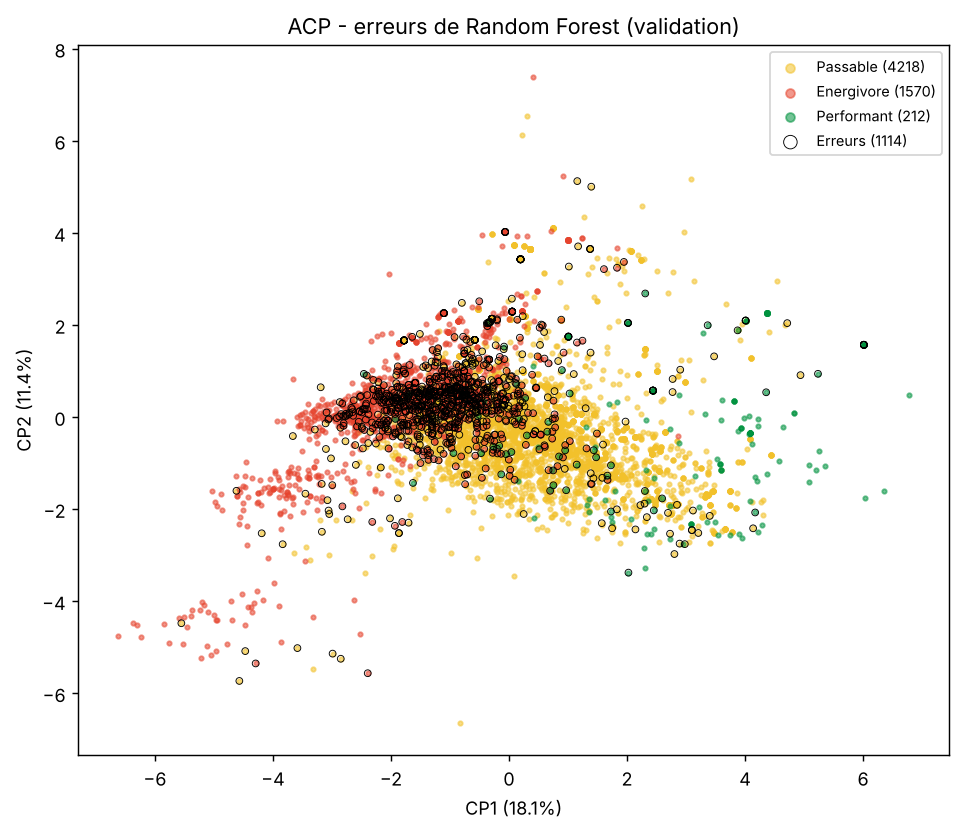 ACP - erreurs de Random Forest (validation)
Passable (4218)
Energivore (1570)
Performant (212)
Erreurs (1114)
8
6
4
2
0
−2
−4
−6
CP2 (11.4%)
−6 −4 −2 0 2 4 6
CP1 (18.1%)